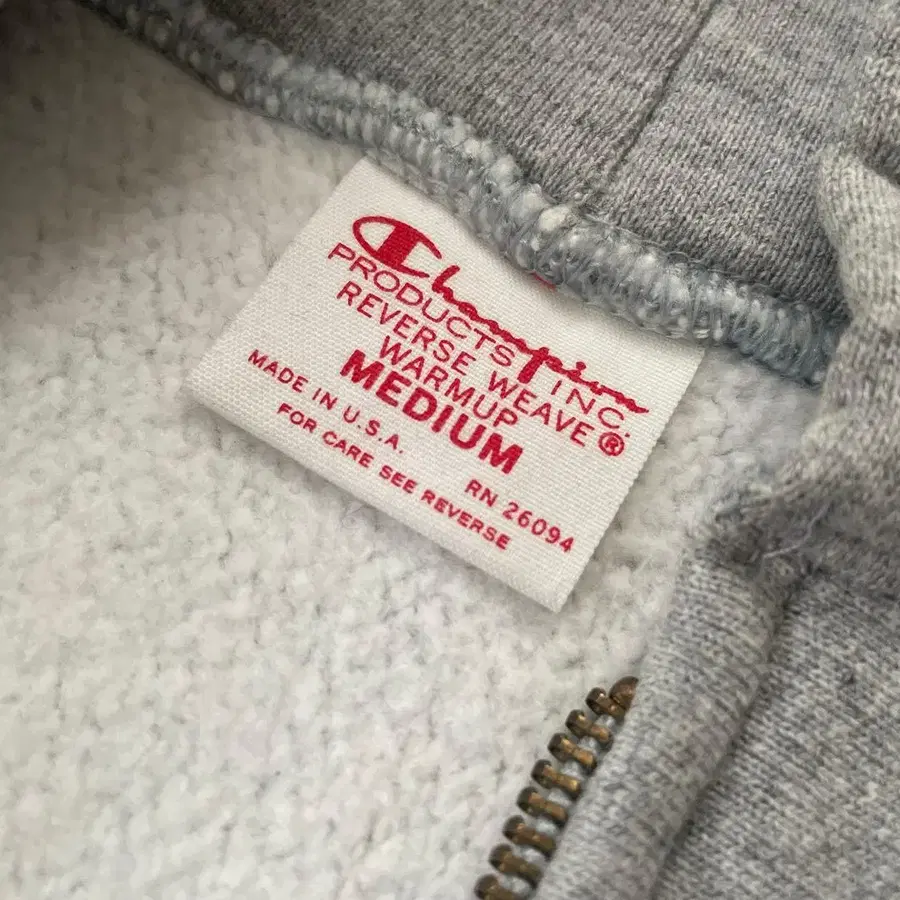 Champion
PRODUCTS INC.
REVERSE WEAVE®
WARMUP
MEDIUM
MADE IN U.S.A.
RN 26094
FOR CARE SEE REVERSE